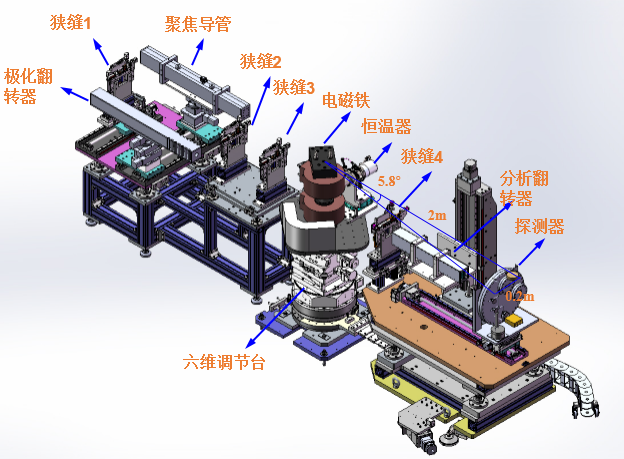 狭缝1
聚焦导管
极化翻
转器
狭缝2
狭缝3
电磁铁
恒温器
5.8°
狭缝4
2m
分析翻
转器
探测器
0.2m
六维调节台